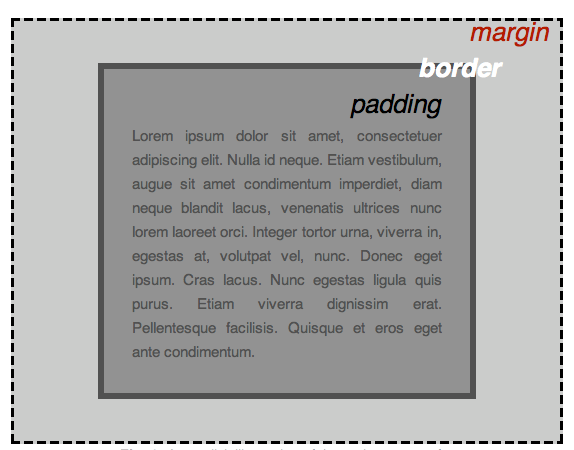 margin
border
padding
Lorem ipsum dolor sit amet, consectetuer
adipiscing elit. Nulla id neque. Etiam vestibulum,
augue sit amet condimentum imperdiet, diam
neque blandit lacus, venenatis ultrices nunc
lorem laoreet orci. Integer tortor urna, viverra in,
egestas at, volutpat vel, nunc. Donec eget
ipsum. Cras lacus. Nunc egestas ligula quis
purus. Etiam viverra dignissim erat.
Pellentesque facilisis. Quisque et eros eget
ante condimentum.